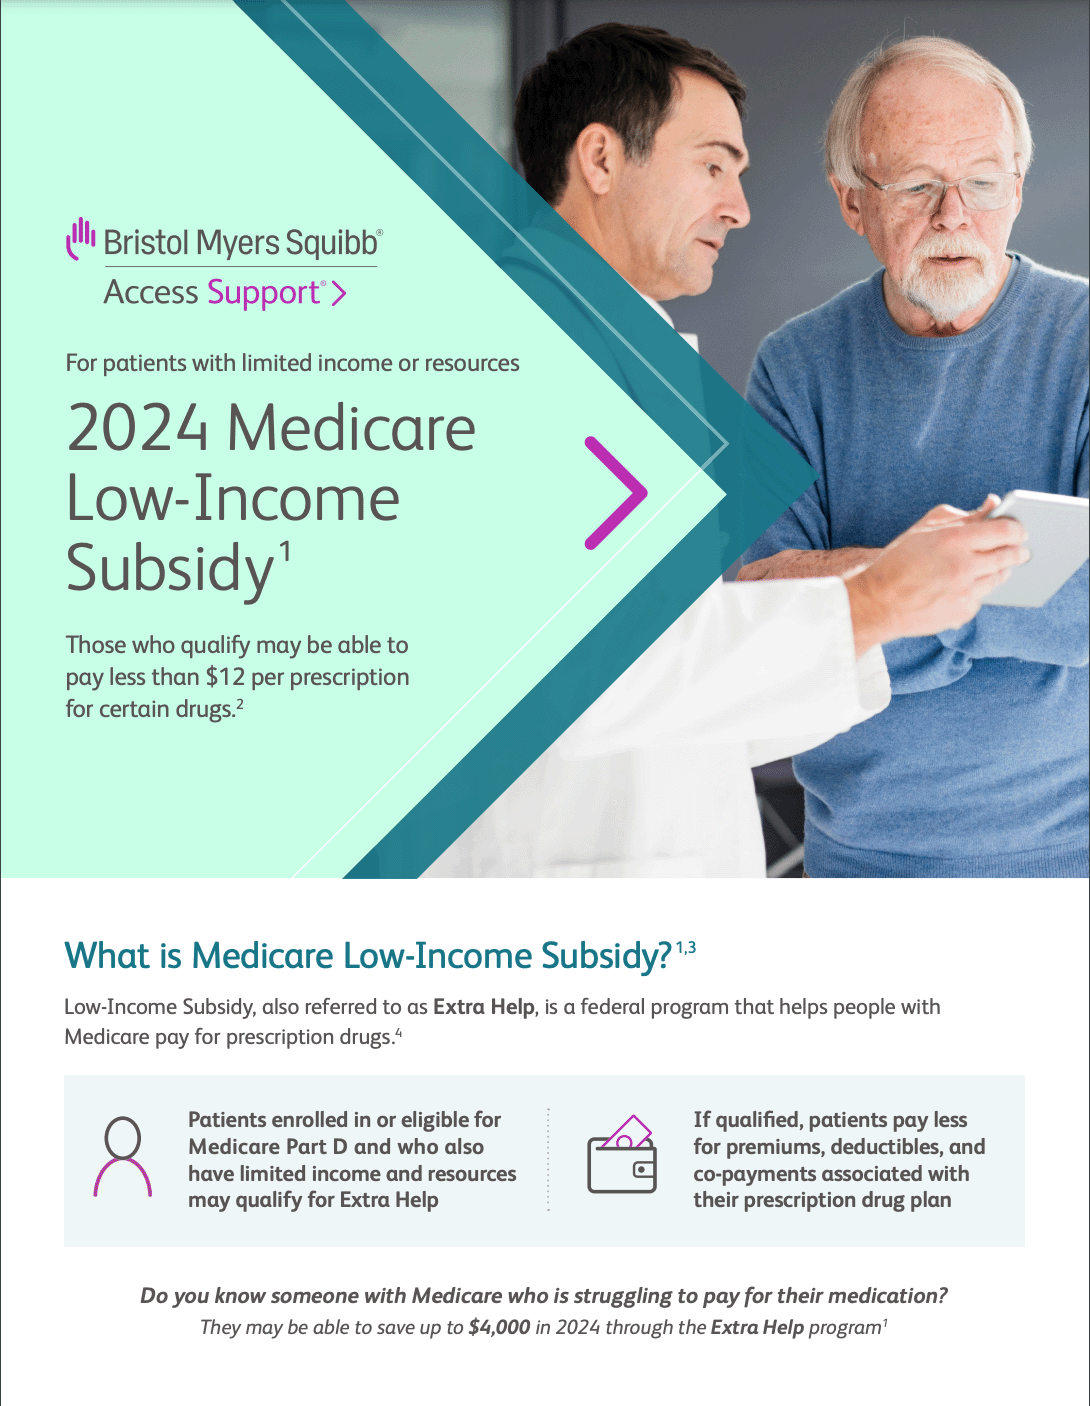 Bristol Myers Squibb®
Access Support®
For patients with limited income or resources
2024 Medicare
Low-Income
Subsidy¹
Those who qualify may be able to
pay less than $12 per prescription
for certain drugs.²
What is Medicare Low-Income Subsidy?¹,³
Low-Income Subsidy, also referred to as Extra Help, is a federal program that helps people with
Medicare pay for prescription drugs.⁴
Patients enrolled in or eligible for
Medicare Part D and who also
have limited income and resources
may qualify for Extra Help
If qualified, patients pay less
for premiums, deductibles, and
co-payments associated with
their prescription drug plan
Do you know someone with Medicare who is struggling to pay for their medication?
They may be able to save up to $4,000 in 2024 through the Extra Help program¹